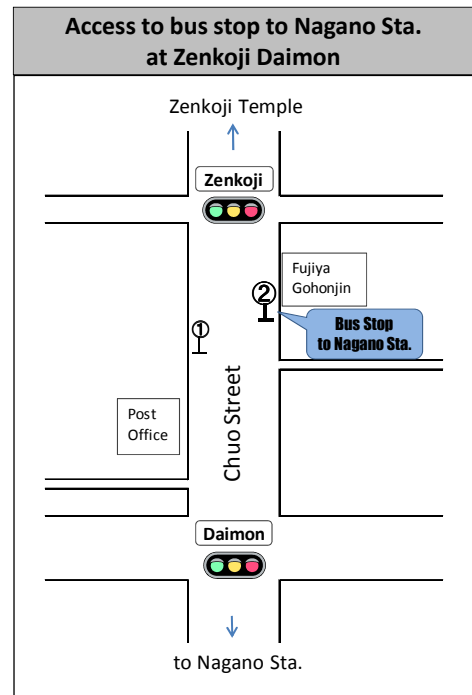 Access to bus stop to Nagano Sta.
at Zenkoji Daimon
Zenkoji Temple
Zenkoji
Fujiya
Gohonjin
②
Bus Stop
to Nagano Sta.
①
Post
Office
Chuo Street
Daimon
to Nagano Sta.